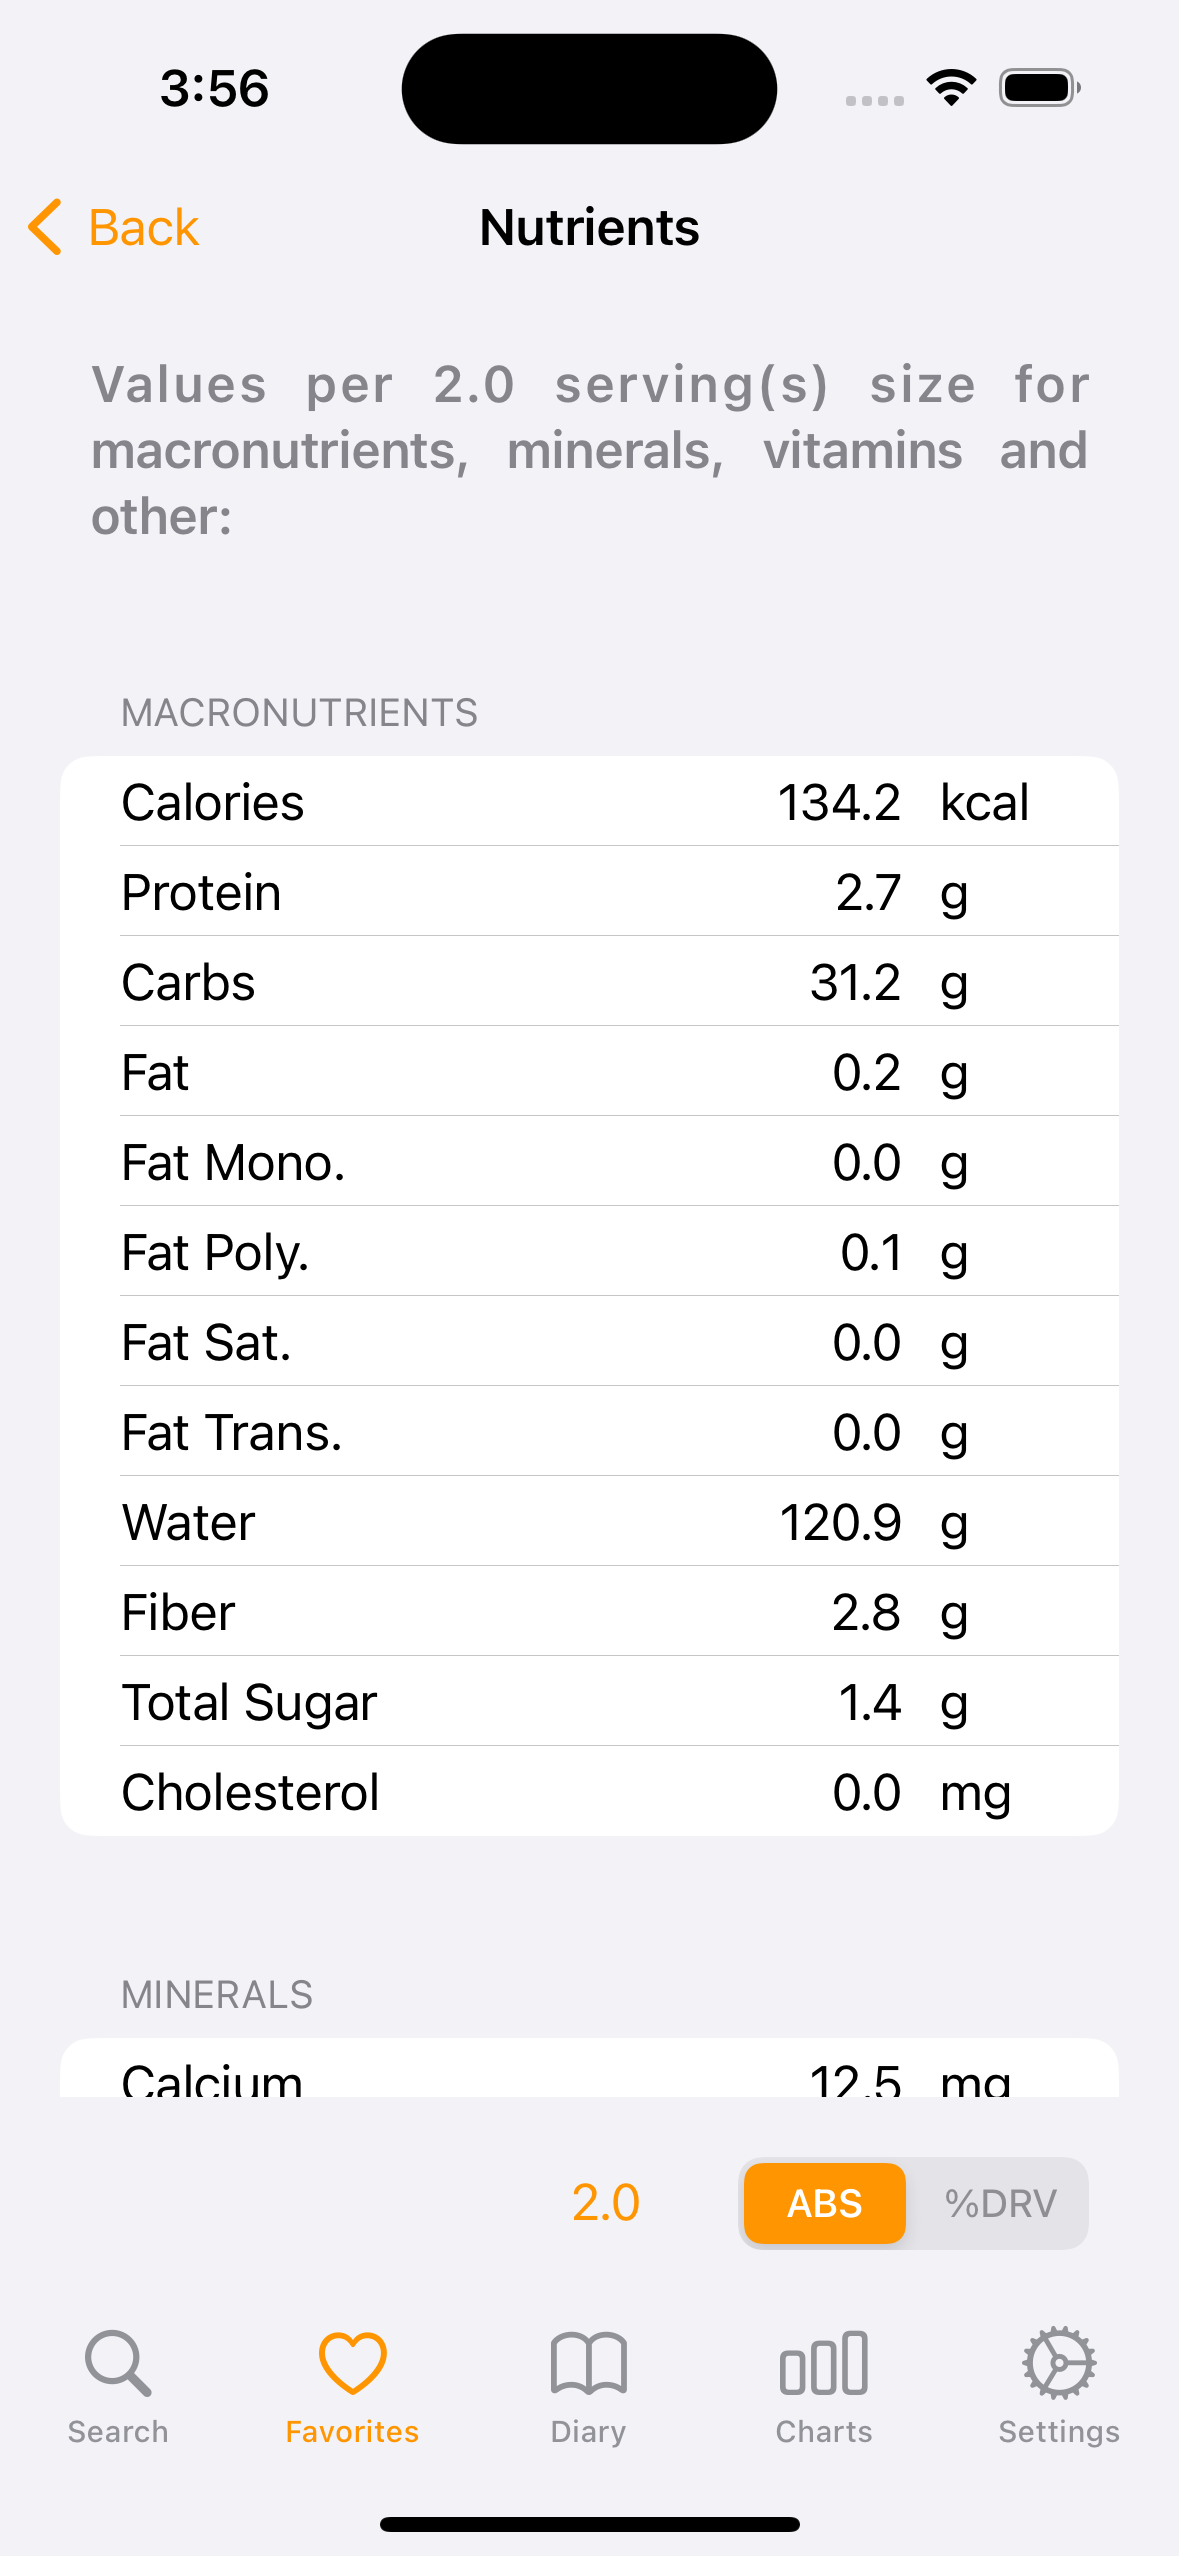 3:56
Back
Nutrients
Values per 2.0 serving(s) size for
macronutrients, minerals, vitamins and
other:
MACRONUTRIENTS
Calories 134.2 kcal
Protein 2.7 g
Carbs 31.2 g
Fat 0.2 g
Fat Mono. 0.0 g
Fat Poly. 0.1 g
Fat Sat. 0.0 g
Fat Trans. 0.0 g
Water 120.9 g
Fiber 2.8 g
Total Sugar 1.4 g
Cholesterol 0.0 mg
MINERALS
Calcium 12.5 mg
2.0 ABS %DRV
Search Favorites Diary Charts Settings